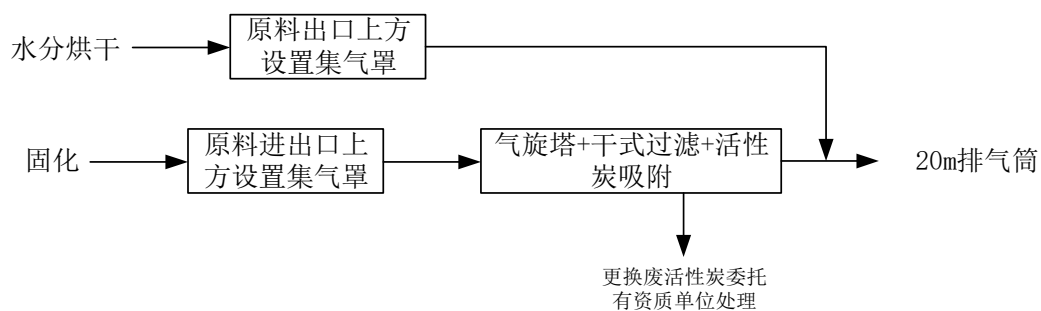 水分烘干
原料出口上方
设置集气罩
固化
原料进出口上
方设置集气罩
气旋塔+干式过滤+活性
炭吸附
20m排气筒
更换废活性炭委托
有资质单位处理